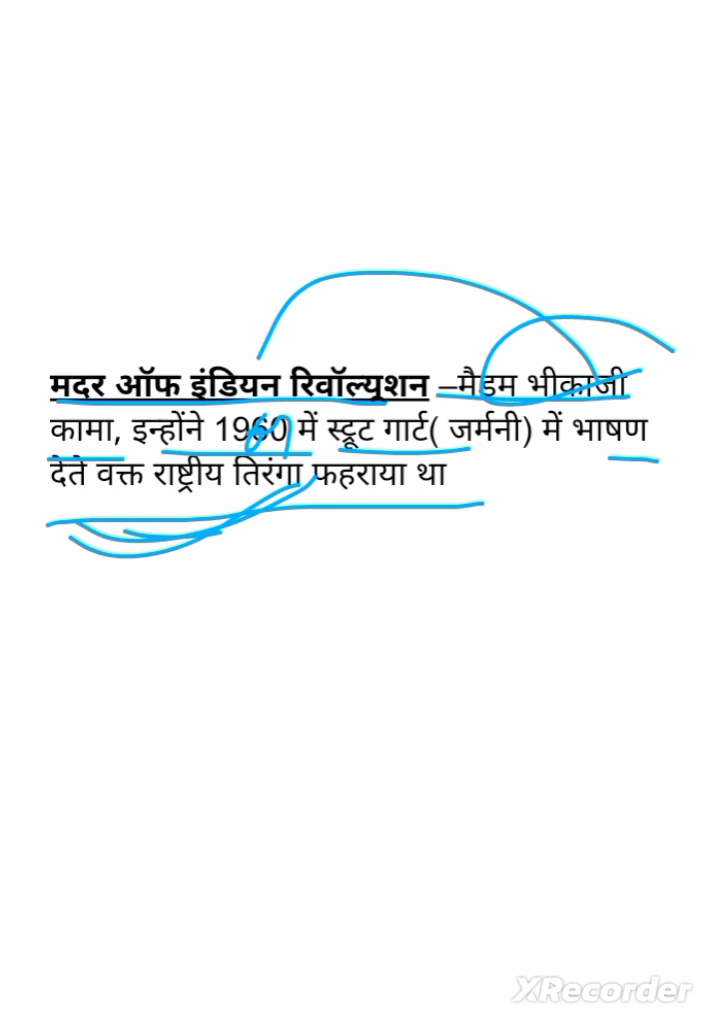 मदर ऑफ इंडियन रिवॉल्यूशन –मैडम भीकाजी
कामा, इन्होंने 1960 में स्टूट गार्ट( जर्मनी) में भाषण
देते वक्त राष्ट्रीय तिरंगा फहराया था
XRecorder